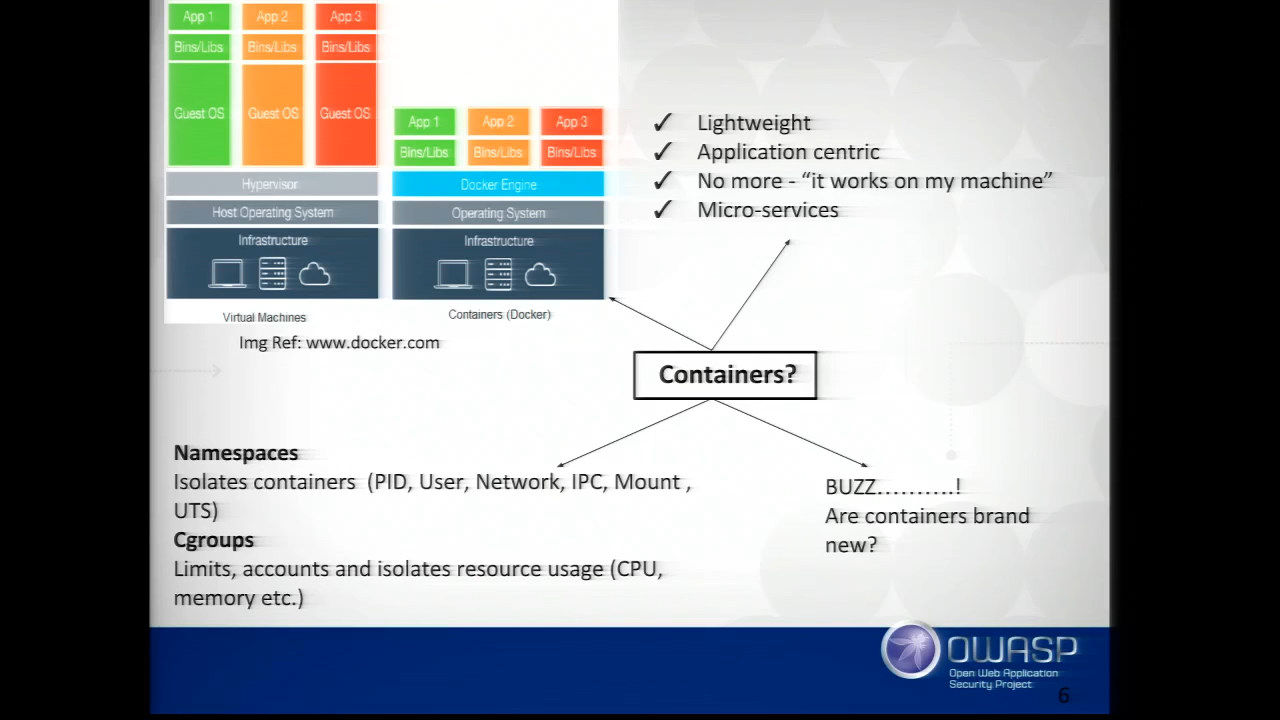 App 1 App 2 App 3
Bins/Libs Bins/Libs Bins/Libs
Guest OS Guest OS Guest OS
Hypervisor
Host Operating System
Infrastructure
Virtual Machines
App 1 App 2 App 3
Bins/Libs Bins/Libs Bins/Libs
Docker Engine
Operating System
Infrastructure
Containers (Docker)
Img Ref: www.docker.com
✓ Lightweight
✓ Application centric
✓ No more - “it works on my machine”
✓ Micro-services
Containers?
Namespaces
Isolates containers (PID, User, Network, IPC, Mount ,
UTS)
Cgroups
Limits, accounts and isolates resource usage (CPU,
memory etc.)
BUZZ……….!
Are containers brand
new?
OWASP
Open Web Application
Security Project
6